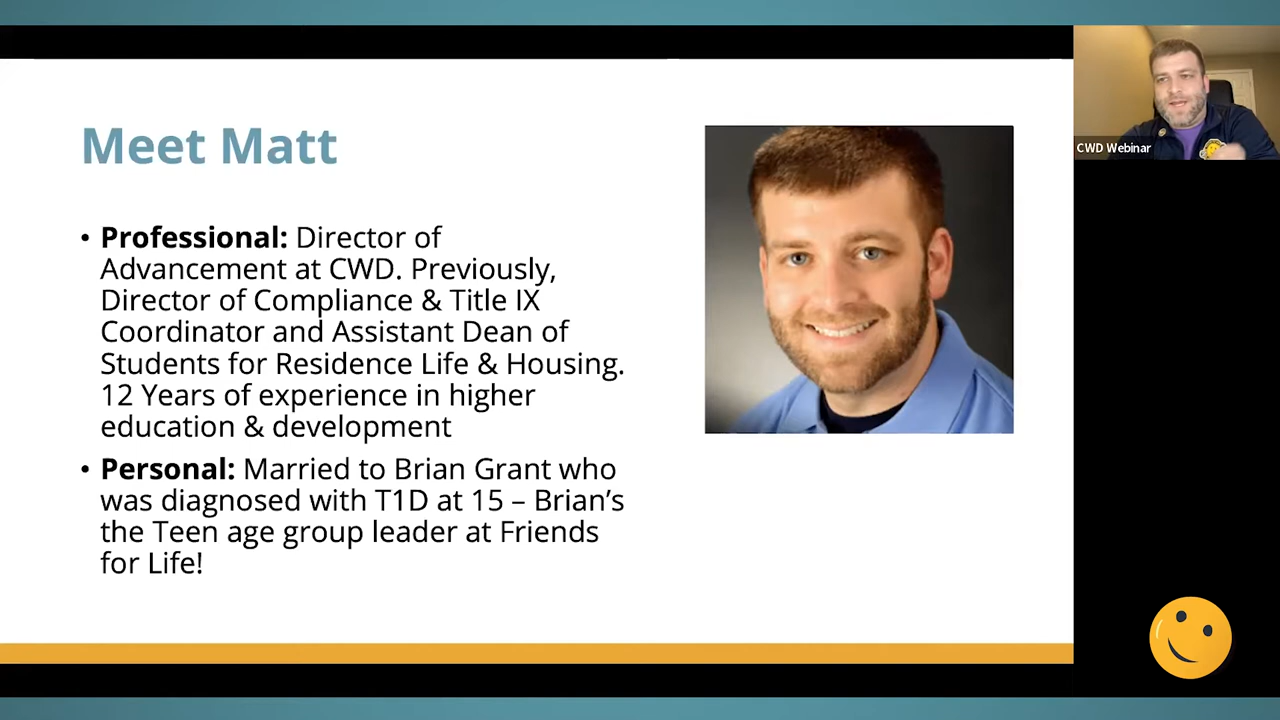 Meet Matt
• Professional: Director of
Advancement at CWD. Previously,
Director of Compliance & Title IX
Coordinator and Assistant Dean of
Students for Residence Life & Housing.
12 Years of experience in higher
education & development
• Personal: Married to Brian Grant who
was diagnosed with T1D at 15 – Brian’s
the Teen age group leader at Friends
for Life!
CWD Webinar